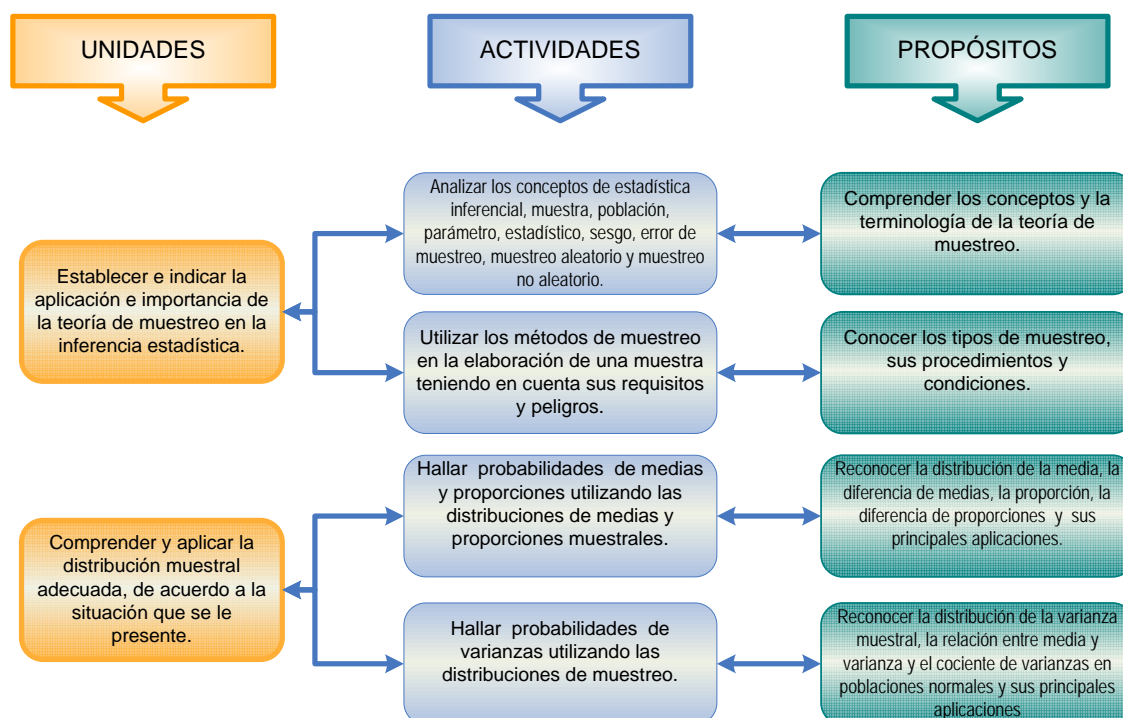 UNIDADES
ACTIVIDADES
PROPÓSITOS
Establecer e indicar la
aplicación e importancia de
la teoría de muestreo en la
inferencia estadística.
Analizar los conceptos de estadística
inferencial, muestra, población,
parámetro, estadístico, sesgo, error de
muestreo, muestreo aleatorio y muestreo
no aleatorio.
Comprender los conceptos y la
terminología de la teoría de
muestreo.
Utilizar los métodos de muestreo
en la elaboración de una muestra
teniendo en cuenta sus requisitos
y peligros.
Conocer los tipos de muestreo,
sus procedimientos y
condiciones.
Comprender y aplicar la
distribución muestral
adecuada, de acuerdo a la
situación que se le
presente.
Hallar probabilidades de medias
y proporciones utilizando las
distribuciones de medias y
proporciones muestrales.
Reconocer la distribución de la media, la
diferencia de medias, la proporción, la
diferencia de proporciones y sus
principales aplicaciones.
Hallar probabilidades de
varianzas utilizando las
distribuciones de muestreo.
Reconocer la distribución de la varianza
muestral, la relación entre media y
varianza y el cociente de varianzas en
poblaciones normales y sus principales
aplicaciones